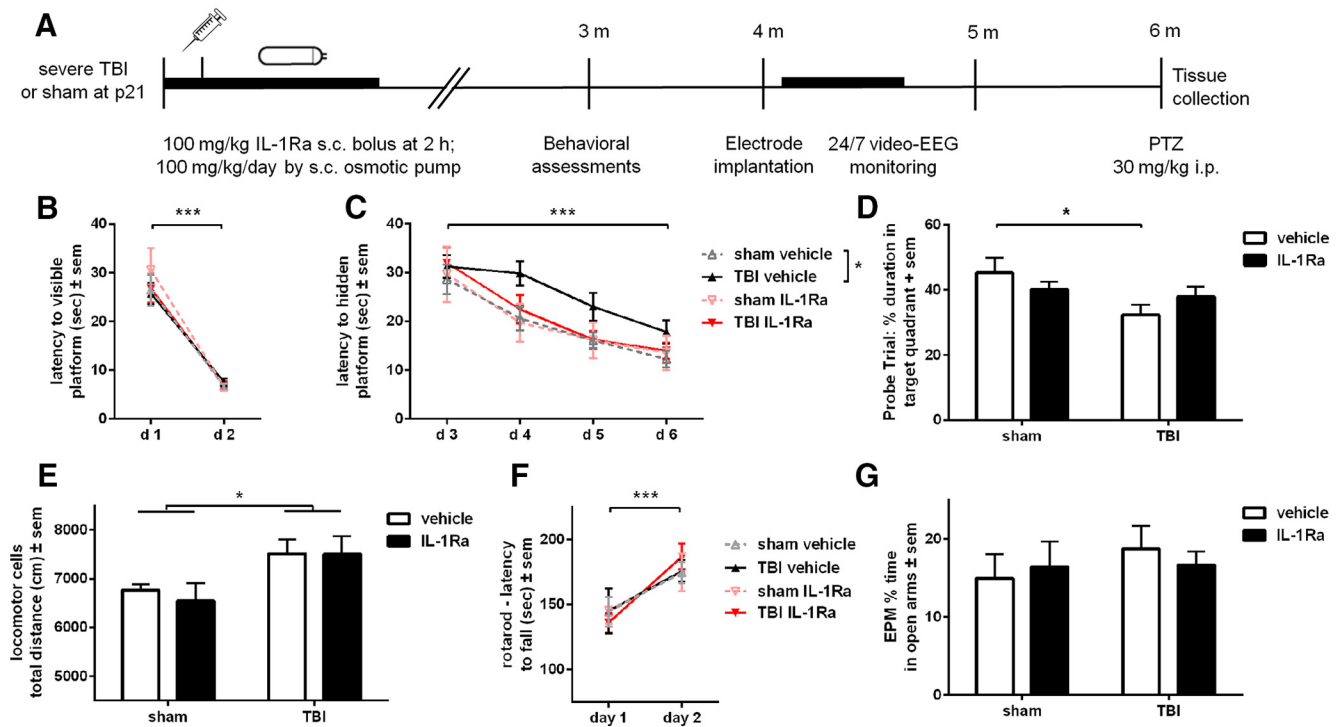 A
severe TBI
or sham at p21
3 m
4 m
5 m
6 m
Tissue
collection
100 mg/kg IL-1Ra s.c. bolus at 2 h;
100 mg/kg/day by s.c. osmotic pump
Behavioral
assessments
Electrode
implantation
24/7 video-EEG
monitoring
PTZ
30 mg/kg i.p.
B
***
latency to visible
platform (sec) ± sem
40
30
20
10
0
d 1
d 2
C
***
latency to hidden
platform (sec) ± sem
40
30
20
10
0
d 3
d 4
d 5
d 6
sham vehicle
TBI vehicle
sham IL-1Ra
TBI IL-1Ra
*
D
*
Probe Trial: % duration in
target quadrant + sem
60
40
20
0
sham
TBI
vehicle
IL-1Ra
E
*
locomotor cells
total distance (cm) ± sem
8000
7000
6000
5000
sham
TBI
vehicle
IL-1Ra
F
***
rotarod - latency
to fall (sec) ± sem
200
150
100
day 1
day 2
sham vehicle
TBI vehicle
sham IL-1Ra
TBI IL-1Ra
G
EPM % time
in open arms ± sem
30
20
10
0
sham
TBI
vehicle
IL-1Ra